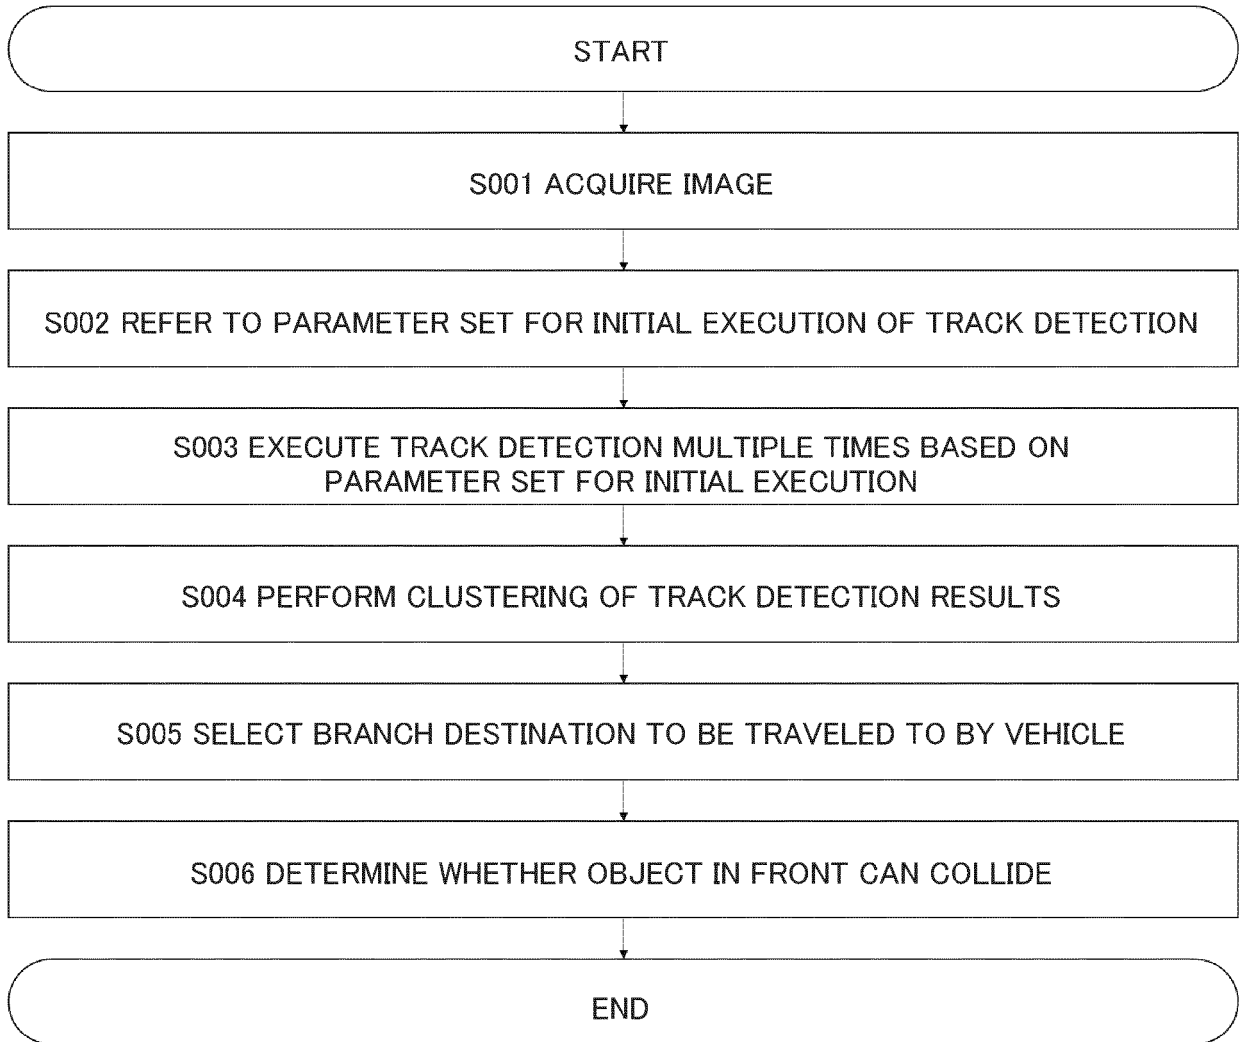 START
S001 ACQUIRE IMAGE
S002 REFER TO PARAMETER SET FOR INITIAL EXECUTION OF TRACK DETECTION
S003 EXECUTE TRACK DETECTION MULTIPLE TIMES BASED ON
PARAMETER SET FOR INITIAL EXECUTION
S004 PERFORM CLUSTERING OF TRACK DETECTION RESULTS
S005 SELECT BRANCH DESTINATION TO BE TRAVELED TO BY VEHICLE
S006 DETERMINE WHETHER OBJECT IN FRONT CAN COLLIDE
END